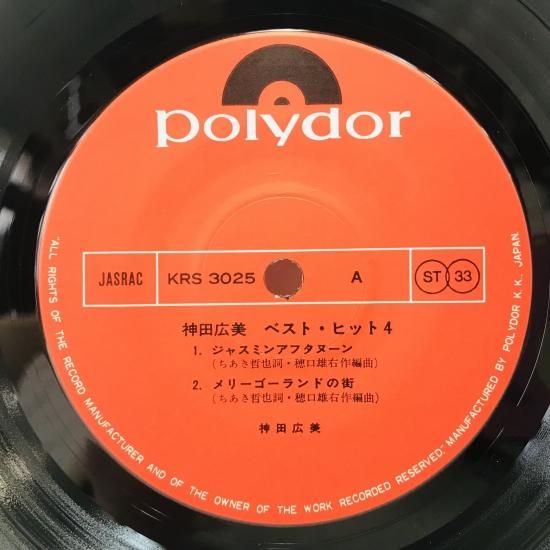 polydor
JASRAC KRS 3025 A ST 33
神田広美 ベスト・ヒット4
1. ジャスミンアフタヌーン
(ちあき哲也詞・穂口雄右作編曲)
2. メリーゴーランドの街
(ちあき哲也詞・穂口雄右作編曲)
神田広美
"ALL RIGHTS OF THE RECORD MANUFACTURER AND OF THE OWNER OF THE WORK RECORDED RESERVED." MANUFACTURED BY POLYDOR K. K., JAPAN.